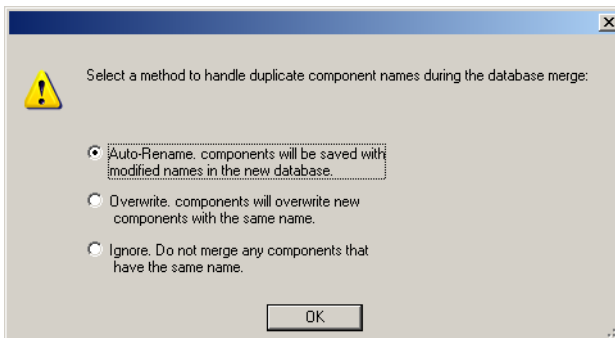 Select a method to handle duplicate component names during the database merge:
Auto-Rename. components will be saved with
modified names in the new database.
Overwrite. components will overwrite new
components with the same name.
Ignore. Do not merge any components that
have the same name.
OK